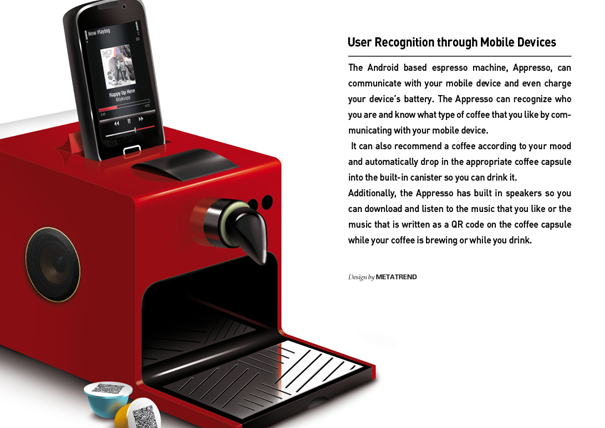 Now Playing
Happy Up Here
Röyksopp
User Recognition through Mobile Devices
The Android based espresso machine, Appresso, can
communicate with your mobile device and even charge
your device's battery. The Appresso can recognize who
you are and know what type of coffee that you like by com-
municating with your mobile device.
It can also recommend a coffee according to your mood
and automatically drop in the appropriate coffee capsule
into the built-in canister so you can drink it.
Additionally, the Appresso has built in speakers so you
can download and listen to the music that you like or the
music that is written as a QR code on the coffee capsule
while your coffee is brewing or while you drink.
Design by METATREND